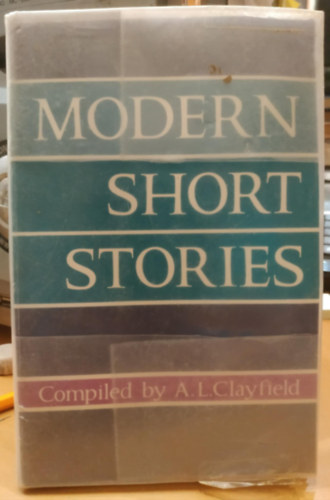 MODERN
SHORT
STORIES
Compiled by A.L.Clayfield